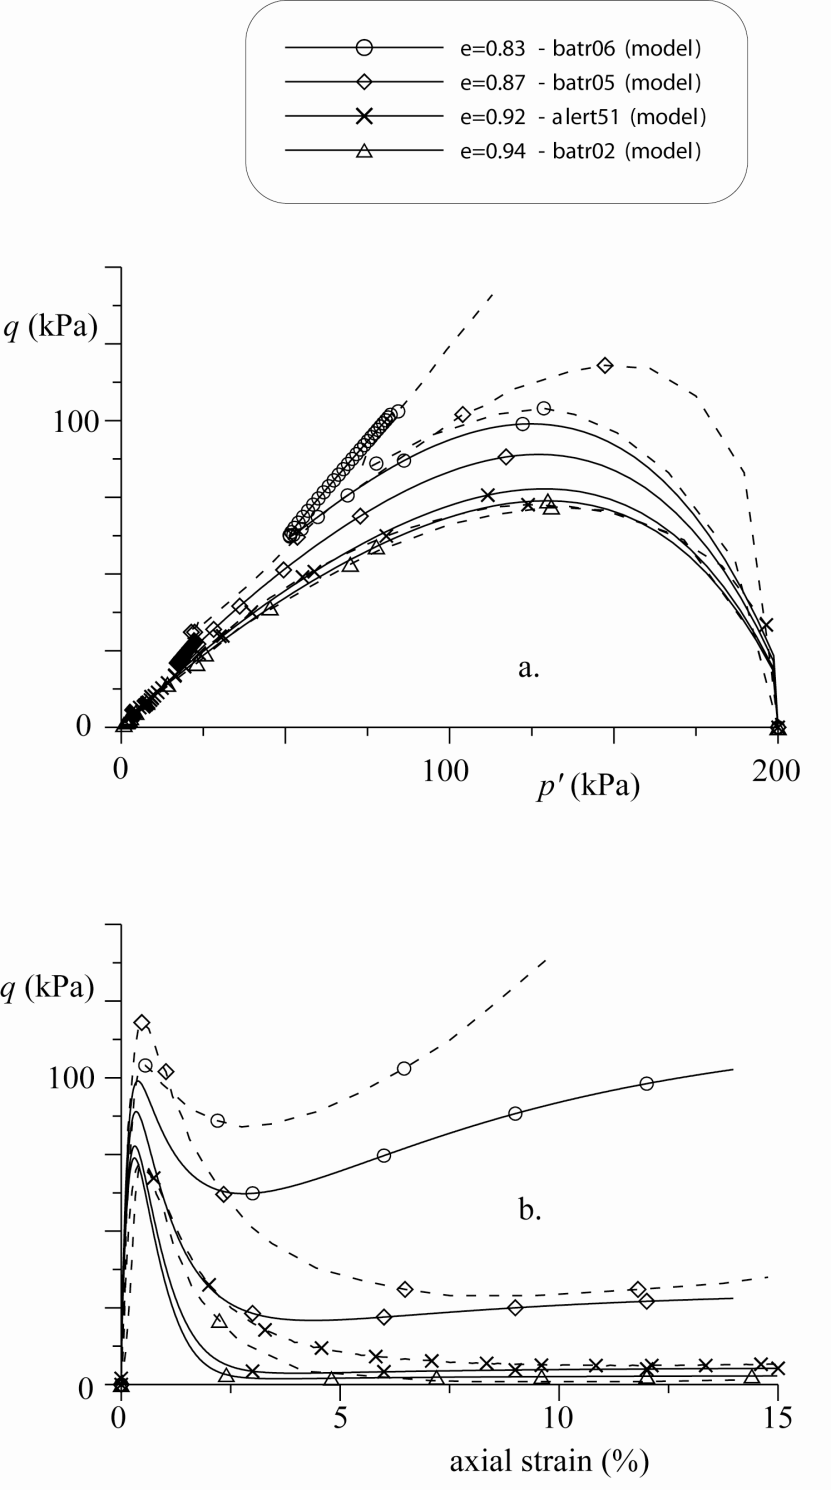 e=0.83 - batr06 (model)
e=0.87 - batr05 (model)
e=0.92 - alert51 (model)
e=0.94 - batr02 (model)
q (kPa)
100
a.
0
0 100 200
p' (kPa)
q (kPa)
100
b.
0
0 5 10 15
axial strain (%)